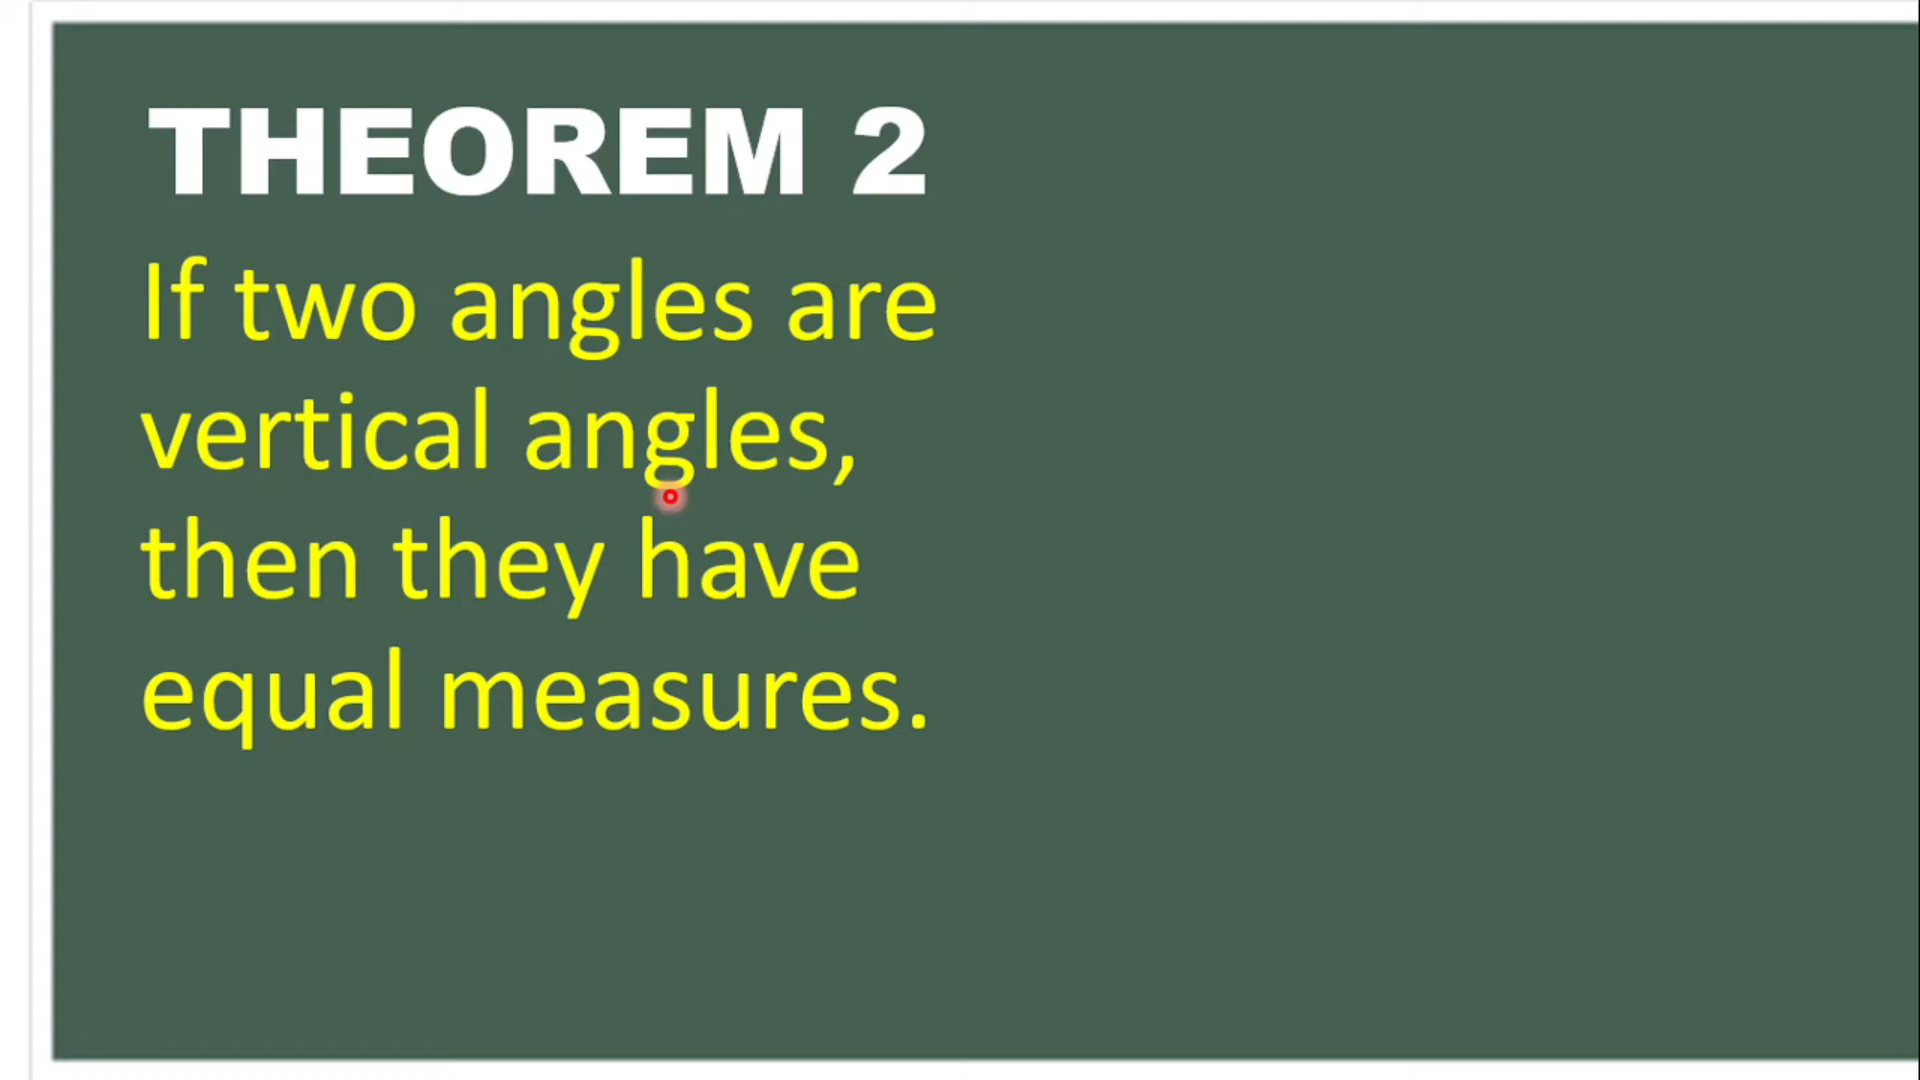 THEOREM 2
If two angles are
vertical angles,
then they have
equal measures.